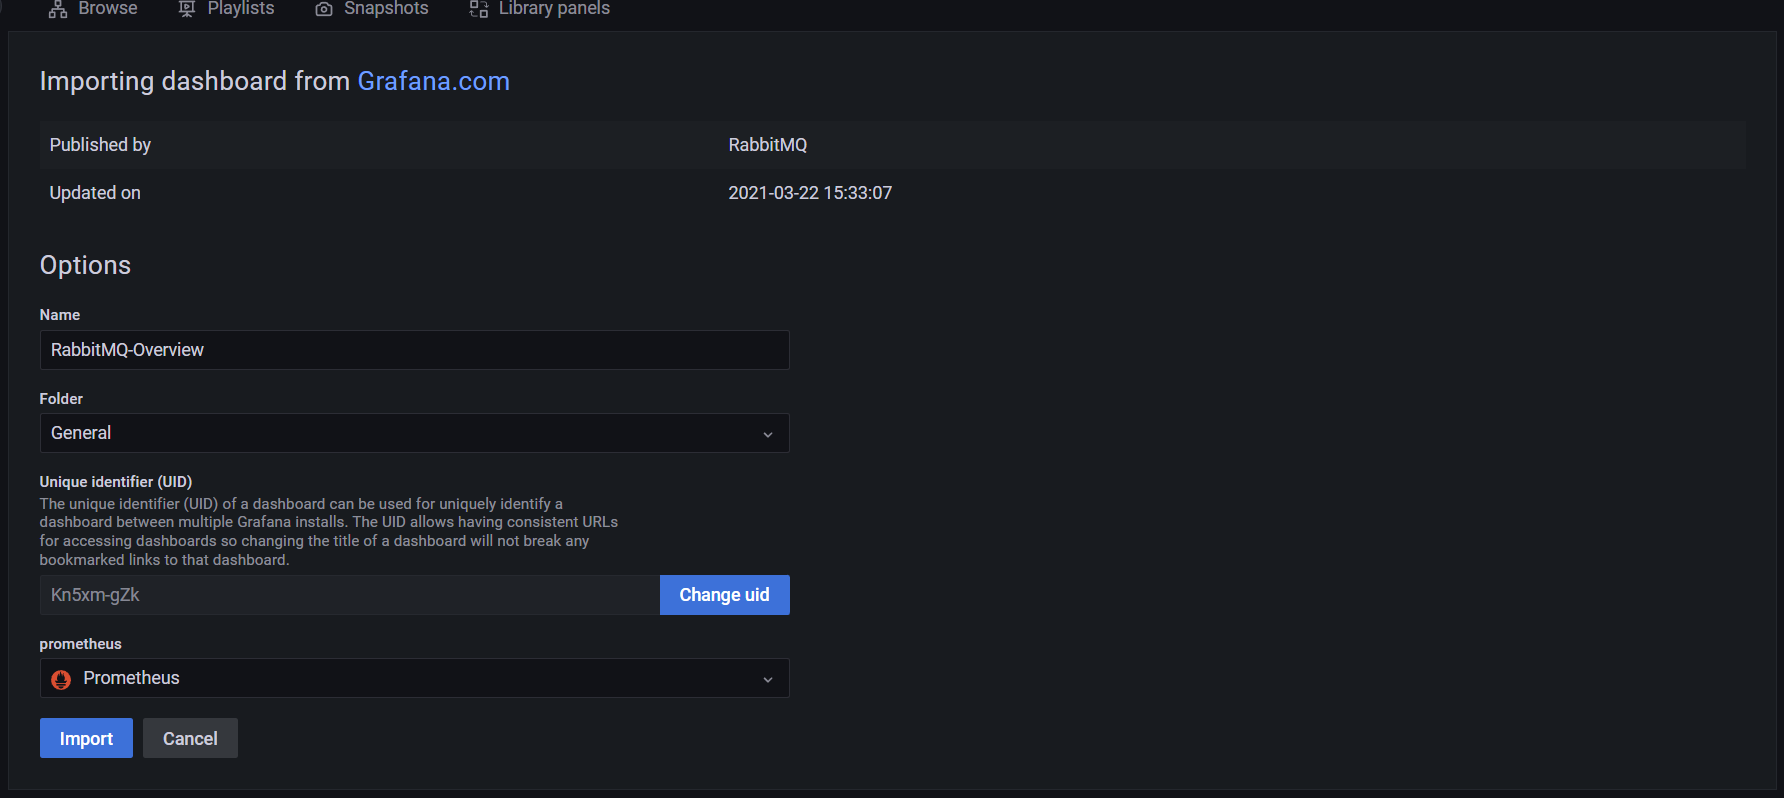 Browse Playlists Snapshots Library panels
Importing dashboard from Grafana.com
Published by RabbitMQ
Updated on 2021-03-22 15:33:07
Options
Name
RabbitMQ-Overview
Folder
General
Unique identifier (UID)
The unique identifier (UID) of a dashboard can be used for uniquely identify a
dashboard between multiple Grafana installs. The UID allows having consistent URLs
for accessing dashboards so changing the title of a dashboard will not break any
bookmarked links to that dashboard.
Kn5xm-gZk Change uid
prometheus
Prometheus
Import Cancel